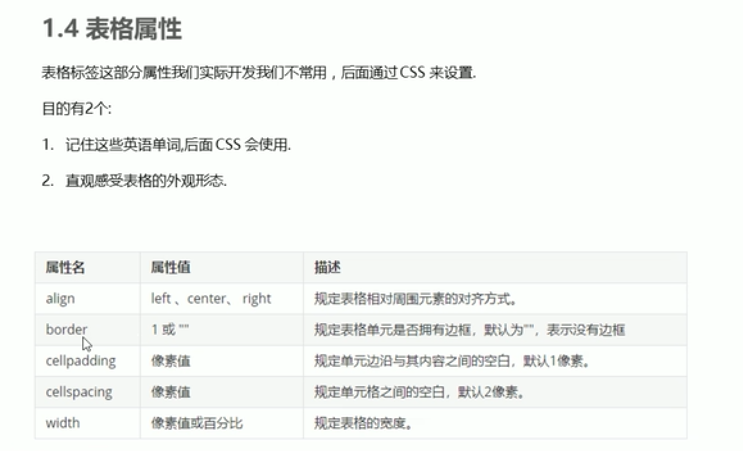 1.4 表格属性
表格标签这部分属性我们实际开发我们不常用，后面通过 CSS 来设置.
目的有2个:
1. 记住这些英语单词,后面 CSS 会使用.
2. 直观感受表格的外观形态.
属性名 属性值 描述
align left 、center、 right 规定表格相对周围元素的对齐方式。
border 1 或 "" 规定表格单元是否拥有边框，默认为""，表示没有边框
cellpadding 像素值 规定单元边沿与其内容之间的空白，默认1像素。
cellspacing 像素值 规定单元格之间的空白，默认2像素。
width 像素值或百分比 规定表格的宽度。